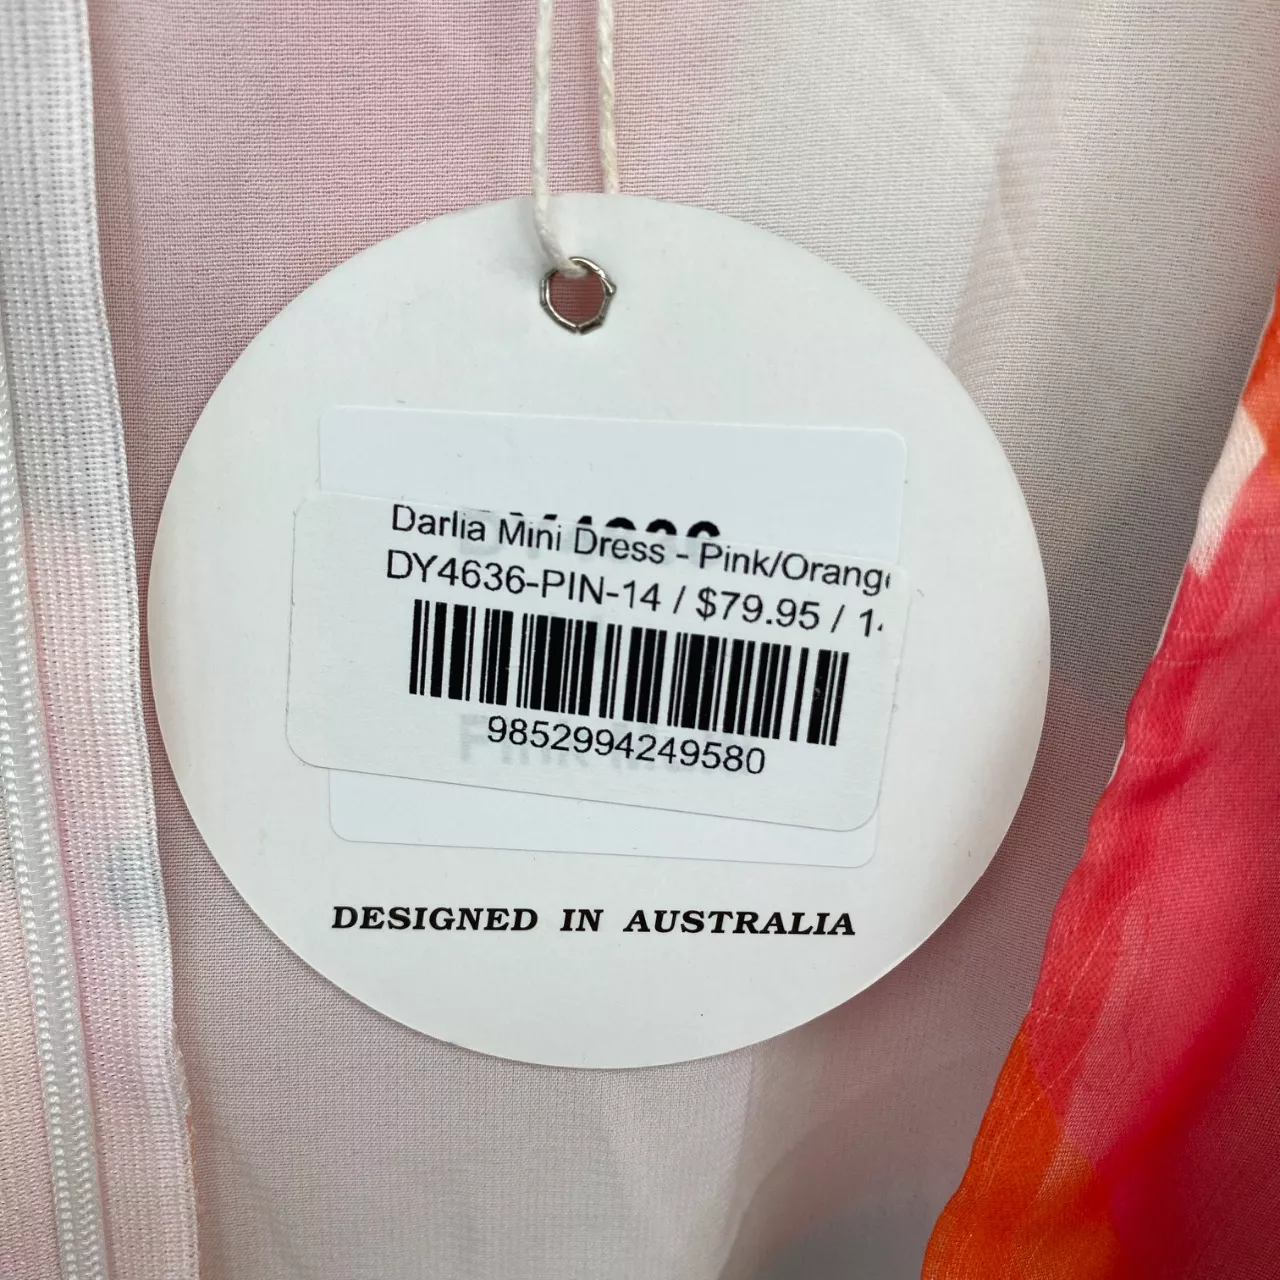 Darlia Mini Dress - Pink/Orange
DY4636-PIN-14 / $79.95 / 14
9852994249580
DESIGNED IN AUSTRALIA